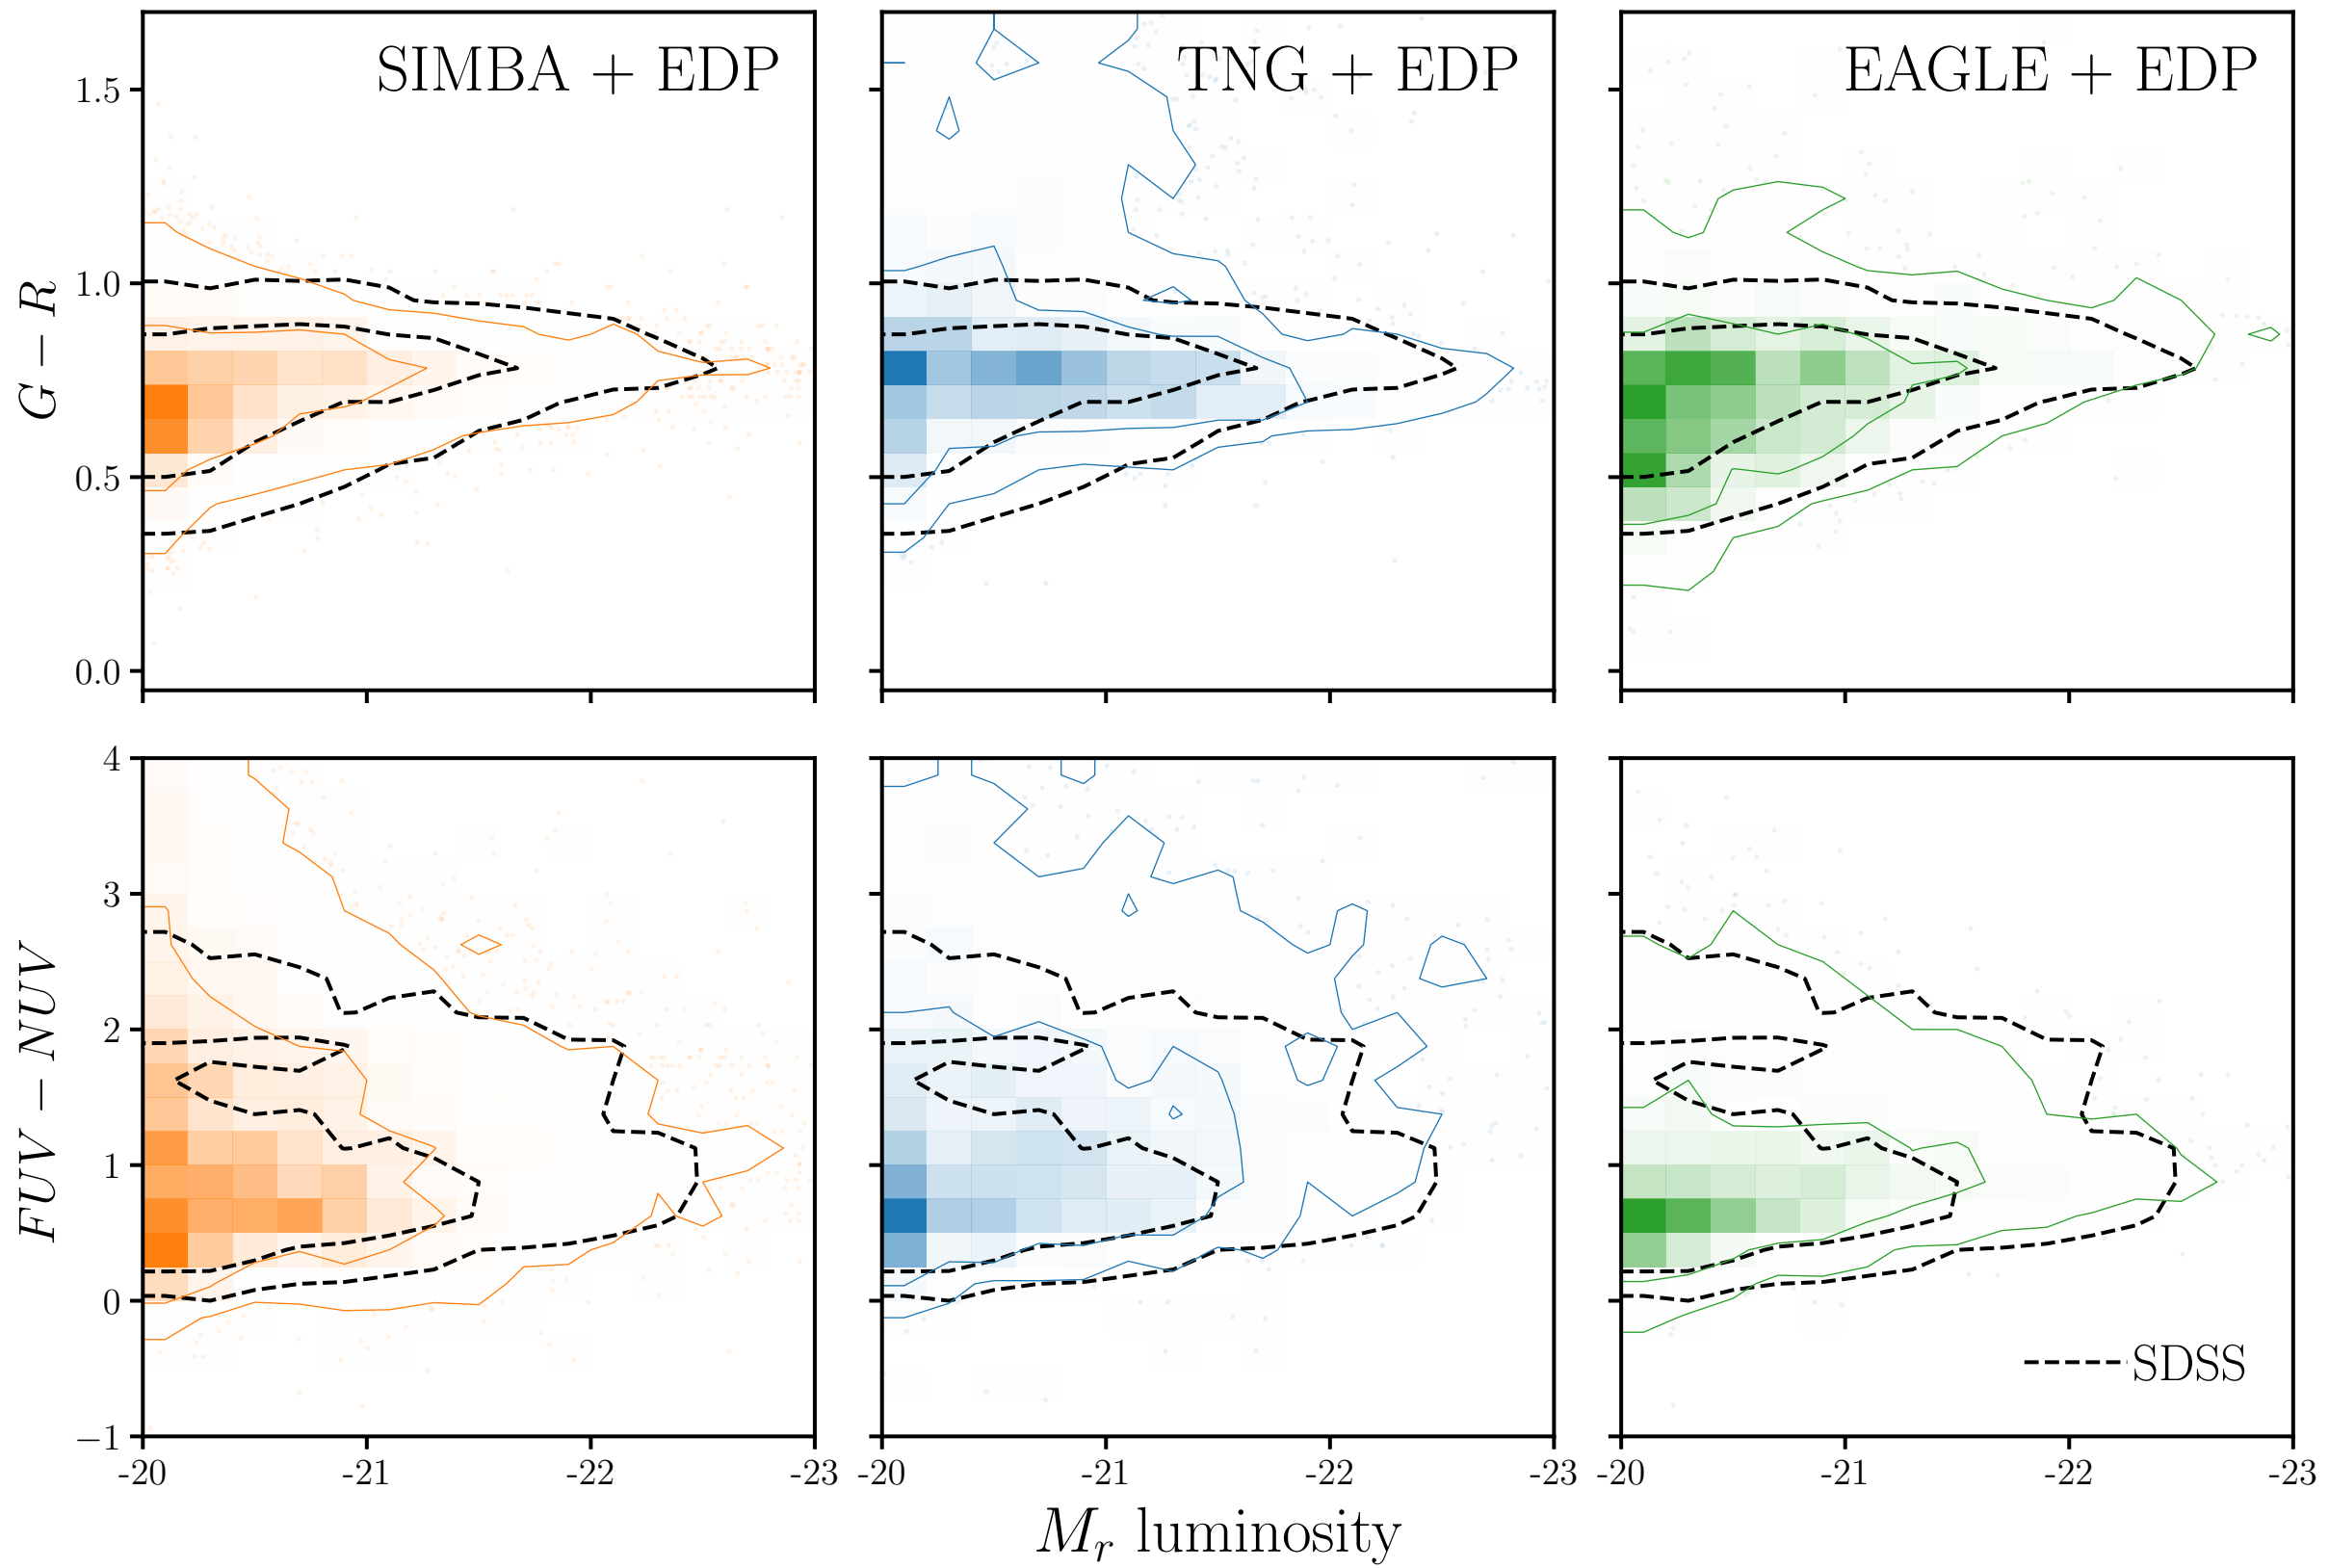 SIMBA + EDP
TNG + EDP
EAGLE + EDP
1.5
1.0
0.5
0.0
G − R
4
3
2
1
0
−1
FUV − NUV
SDSS
-20 -21 -22 -23
-20 -21 -22 -23
-20 -21 -22 -23
M_r luminosity